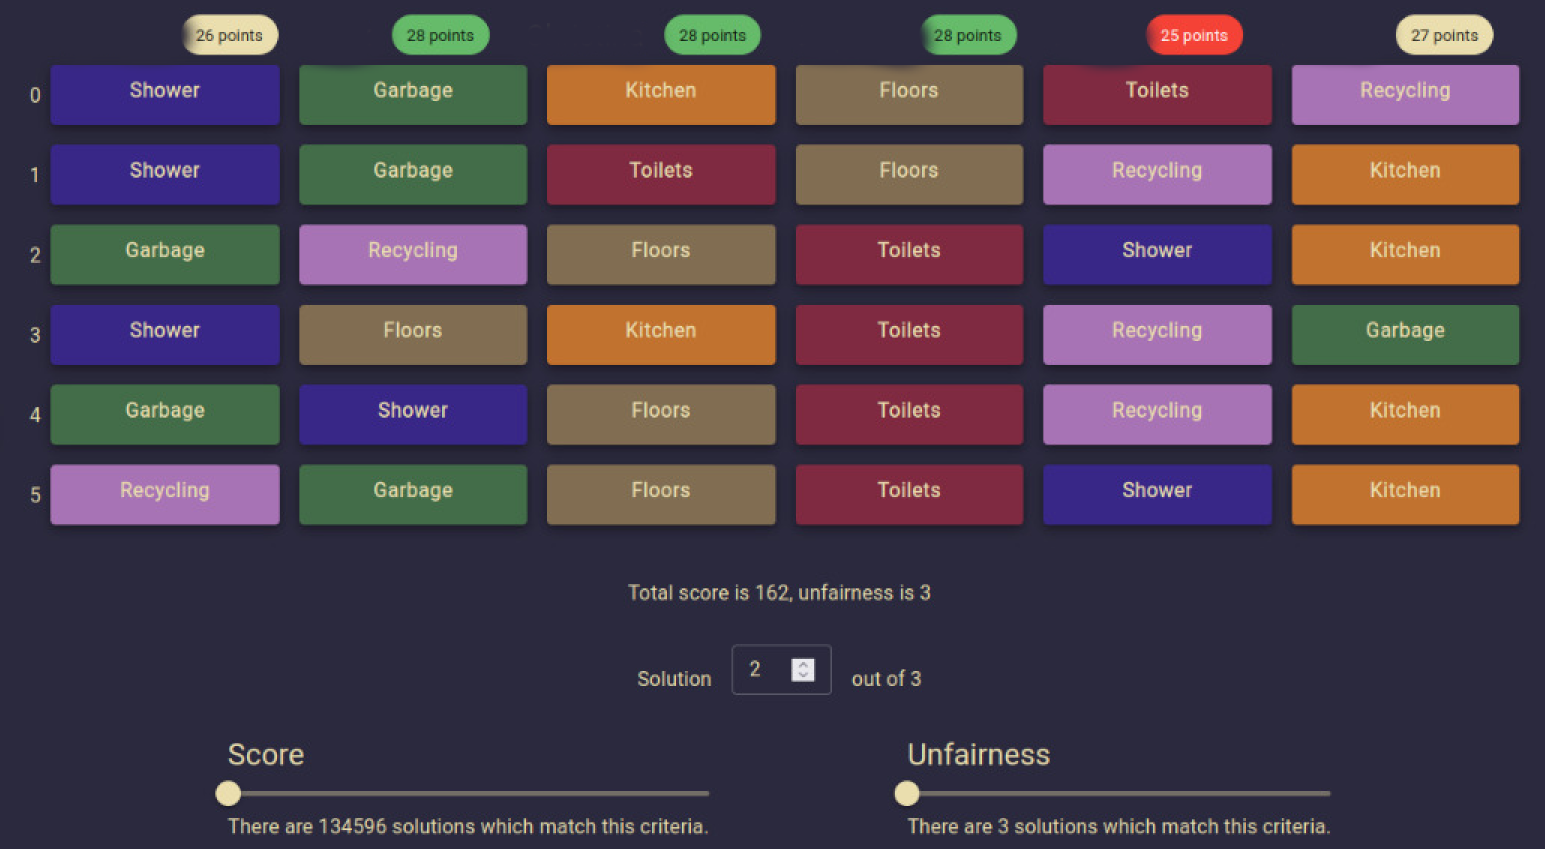 26 points 28 points 28 points 28 points 25 points 27 points
0 Shower Garbage Kitchen Floors Toilets Recycling
1 Shower Garbage Toilets Floors Recycling Kitchen
2 Garbage Recycling Floors Toilets Shower Kitchen
3 Shower Floors Kitchen Toilets Recycling Garbage
4 Garbage Shower Floors Toilets Recycling Kitchen
5 Recycling Garbage Floors Toilets Shower Kitchen
Total score is 162, unfairness is 3
Solution 2 out of 3
Score Unfairness
There are 134596 solutions which match this criteria. There are 3 solutions which match this criteria.